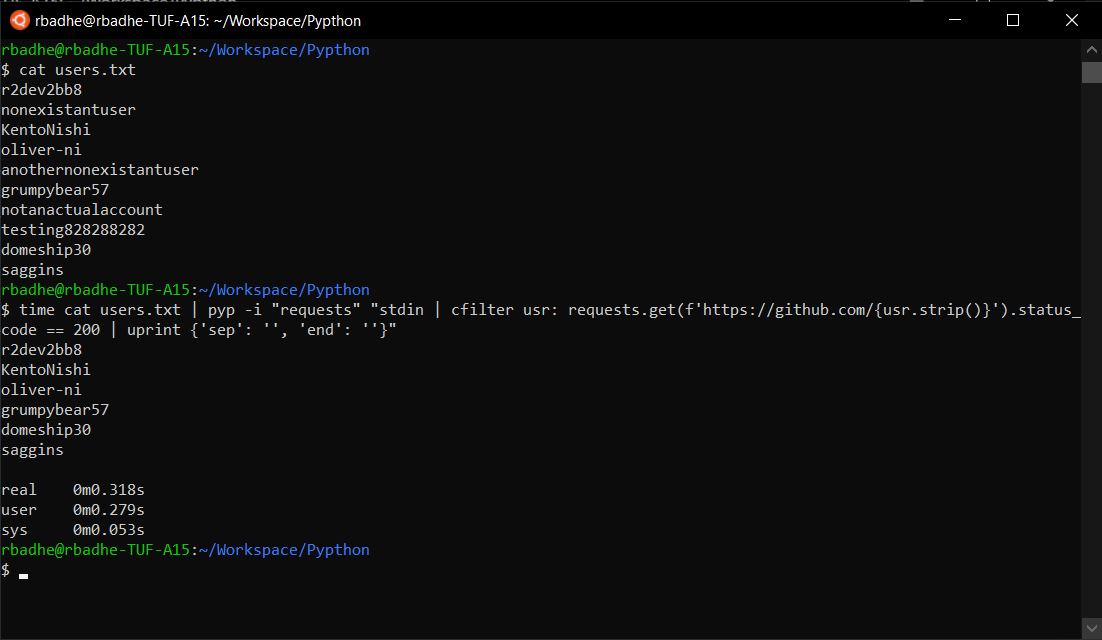 rbadhe@rbadhe-TUF-A15: ~/Workspace/Pypthon
rbadhe@rbadhe-TUF-A15:~/Workspace/Pypthon
$ cat users.txt
r2dev2bb8
nonexistantuser
KentoNishi
oliver-ni
anothernonexistantuser
grumpybear57
notanactualaccount
testing828288282
domeship30
saggins
rbadhe@rbadhe-TUF-A15:~/Workspace/Pypthon
$ time cat users.txt | pyp -i "requests" "stdin | cfilter usr: requests.get(f'https://github.com/{usr.strip()}').status_
code == 200 | uprint {'sep': '', 'end': ''}"
r2dev2bb8
KentoNishi
oliver-ni
grumpybear57
domeship30
saggins
real    0m0.318s
user    0m0.279s
sys     0m0.053s
rbadhe@rbadhe-TUF-A15:~/Workspace/Pypthon
$